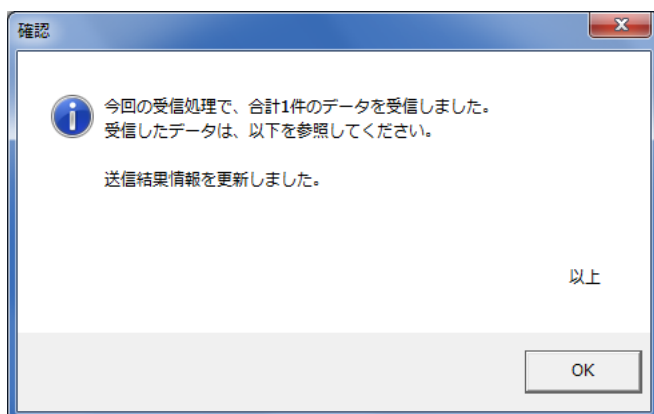 確認
今回の受信処理で、合計1件のデータを受信しました。
受信したデータは、以下を参照してください。
送信結果情報を更新しました。
以上
OK